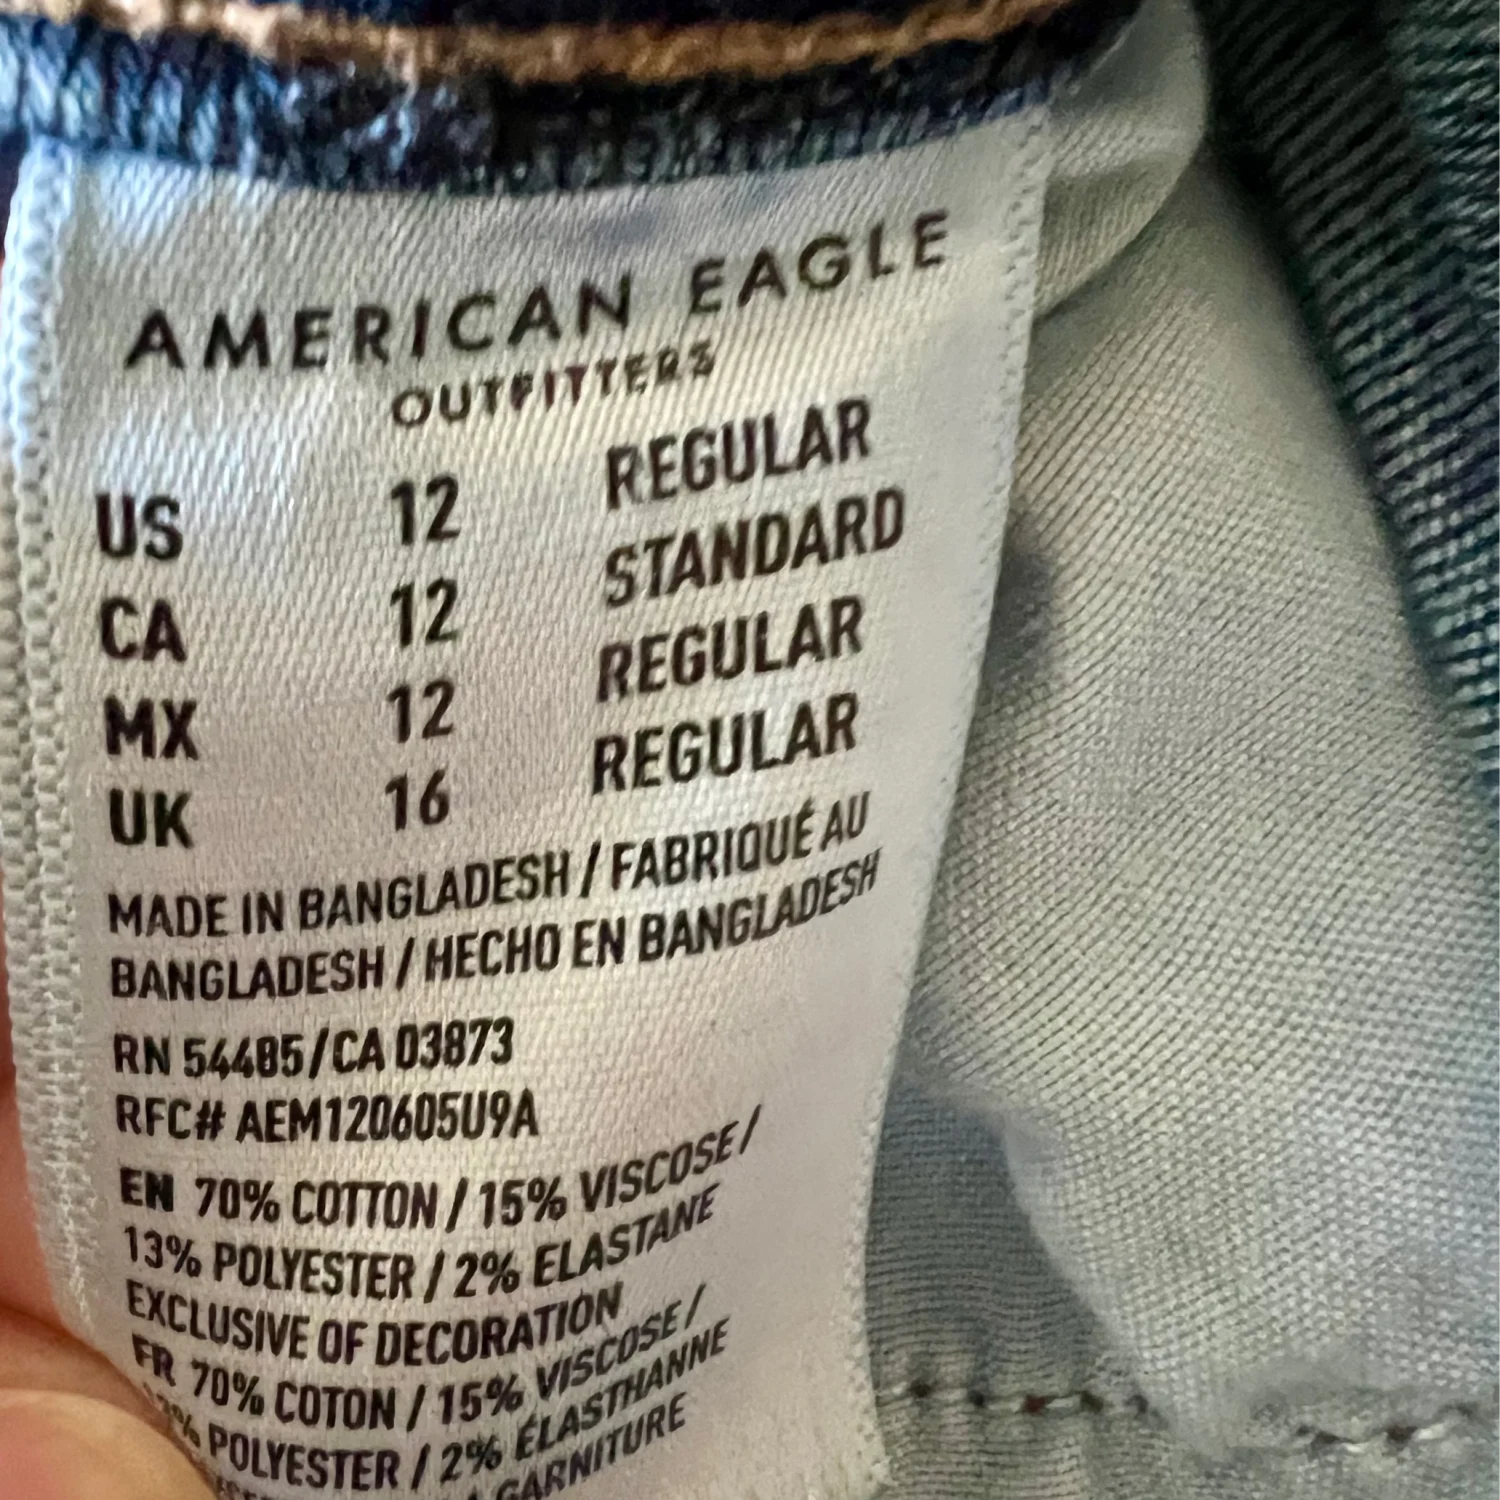 AMERICAN EAGLE
OUTFITTERS
US 12 REGULAR
CA 12 STANDARD
MX 12 REGULAR
UK 16 REGULAR
MADE IN BANGLADESH / FABRIQUÉ AU
BANGLADESH / HECHO EN BANGLADESH
RN 54485/CA 03873
RFC# AEM120605U9A
EN 70% COTTON / 15% VISCOSE/
13% POLYESTER / 2% ELASTANE
EXCLUSIVE OF DECORATION
FR 70% COTON / 15% VISCOSE/
% POLYESTER / 2% ÉLASTHANNE
GARNITURE